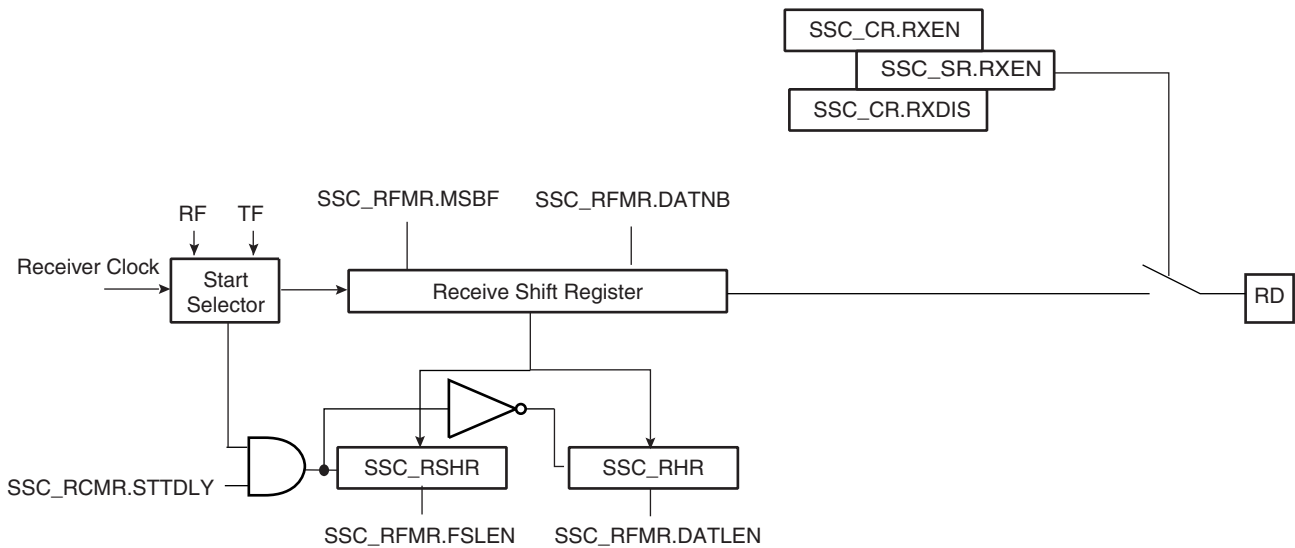 SSC_CR.RXEN
SSC_SR.RXEN
SSC_CR.RXDIS
SSC_RFMR.MSBF
SSC_RFMR.DATNB
RF
TF
Receiver Clock
Start
Selector
Receive Shift Register
RD
SSC_RSHR
SSC_RHR
SSC_RCMR.STTDLY
SSC_RFMR.FSLEN
SSC_RFMR.DATLEN